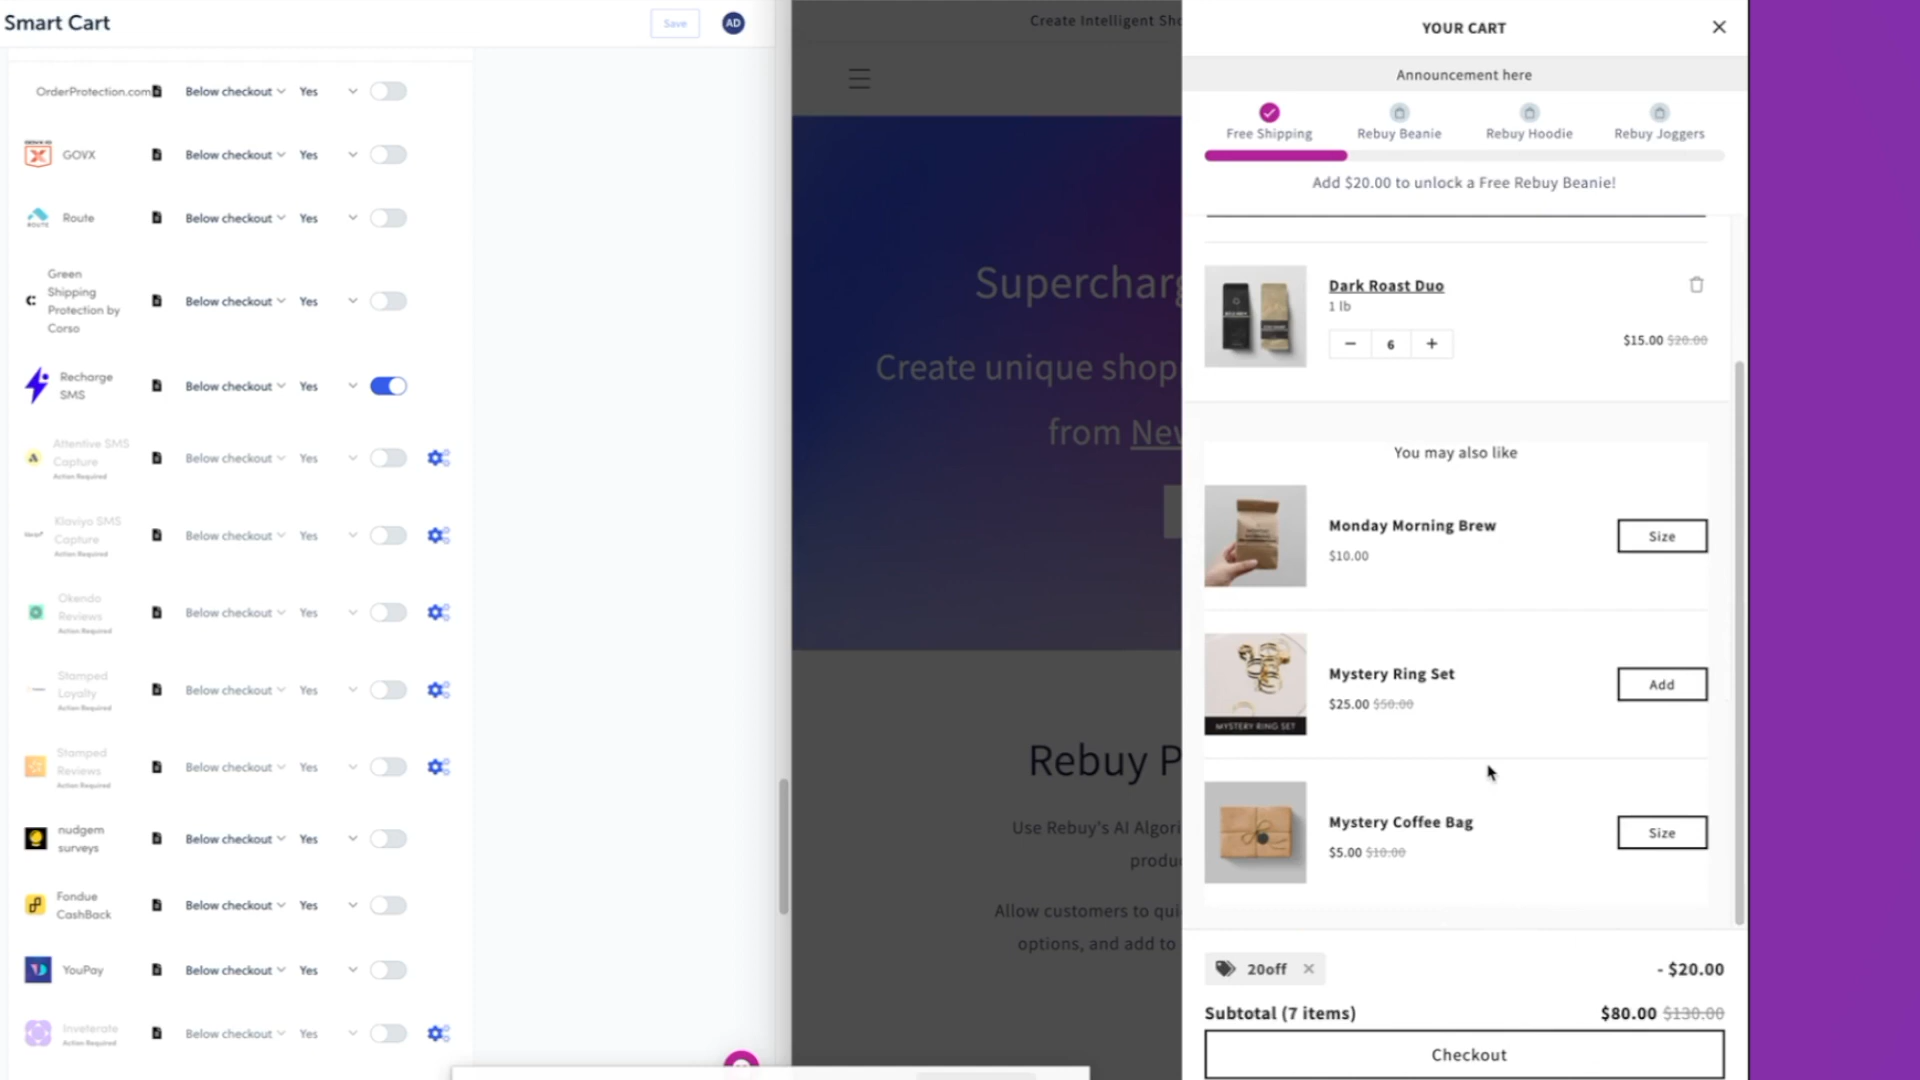 Smart Cart
Save
AD
OrderProtection.com Below checkout Yes
GOVX Below checkout Yes
ROUTE
Route Below checkout Yes
Green
Shipping
Protection by
Corso
Below checkout Yes
Recharge
SMS
Below checkout Yes
Attentive SMS
Capture
Action Required
Below checkout Yes
Klaviyo SMS
Capture
Action Required
Below checkout Yes
Okendo
Reviews
Action Required
Below checkout Yes
Stamped
Loyalty
Action Required
Below checkout Yes
Stamped
Reviews
Action Required
Below checkout Yes
nudgem
surveys
Below checkout Yes
Fondue
CashBack
Below checkout Yes
YouPay Below checkout Yes
Inveterate
Action Required
Below checkout Yes
Create Intelligent Sho
Supercharg
Create unique shop
from New
Rebuy P
Use Rebuy's AI Algori
produ
Allow customers to qui
options, and add to
YOUR CART
Announcement here
Free Shipping Rebuy Beanie Rebuy Hoodie Rebuy Joggers
Add $20.00 to unlock a Free Rebuy Beanie!
Dark Roast Duo
1 lb
6
$15.00 $20.00
You may also like
Monday Morning Brew
$10.00
Size
MYSTERY RING SET
Mystery Ring Set
$25.00 $50.00
Add
Mystery Coffee Bag
$5.00 $10.00
Size
20off
- $20.00
Subtotal (7 items) $80.00 $130.00
Checkout